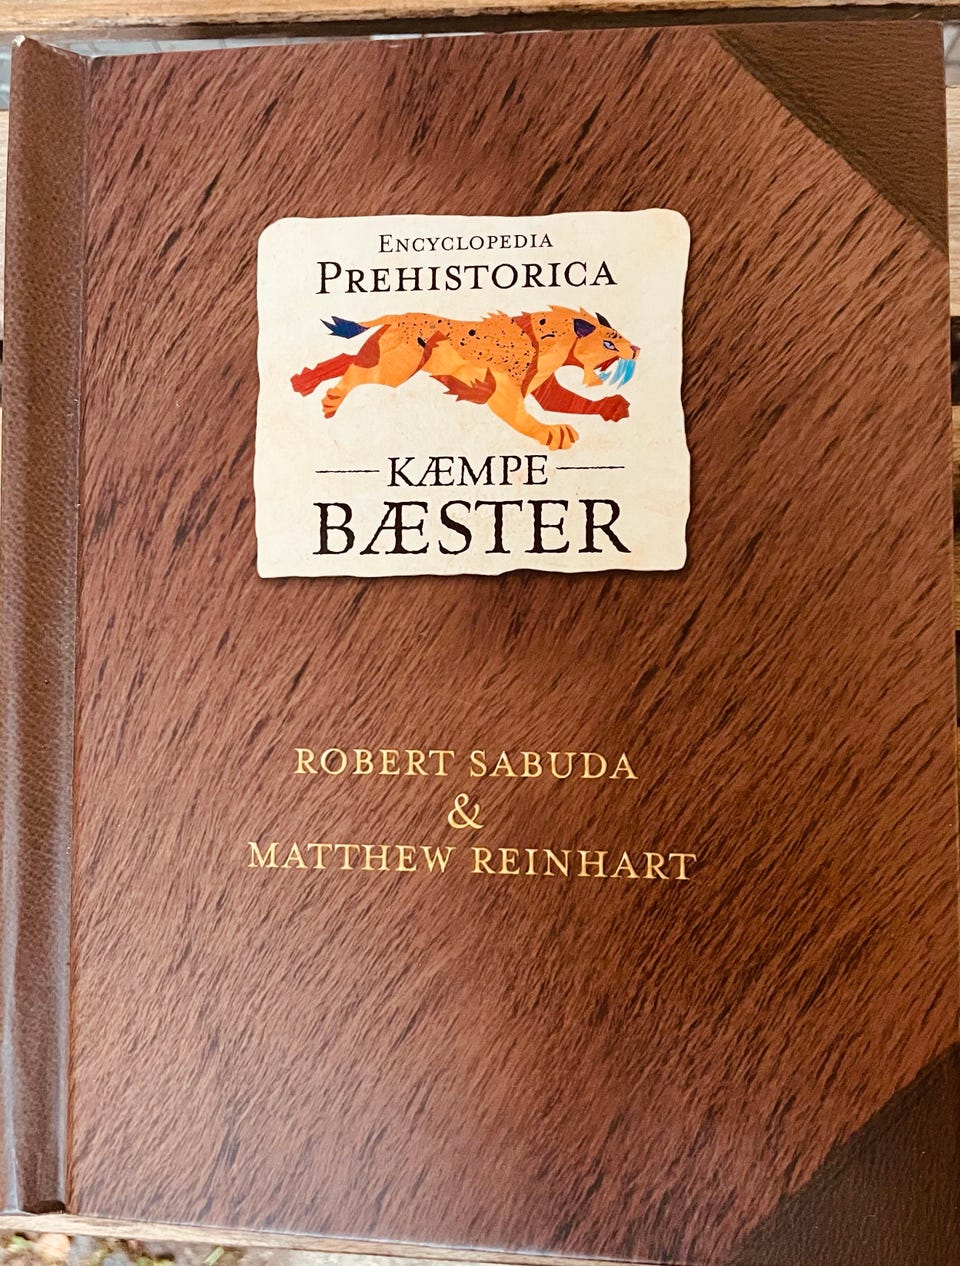 ENCYCLOPEDIA
PREHISTORICA
KÆMPE
BÆSTER
ROBERT SABUDA
&
MATTHEW REINHART